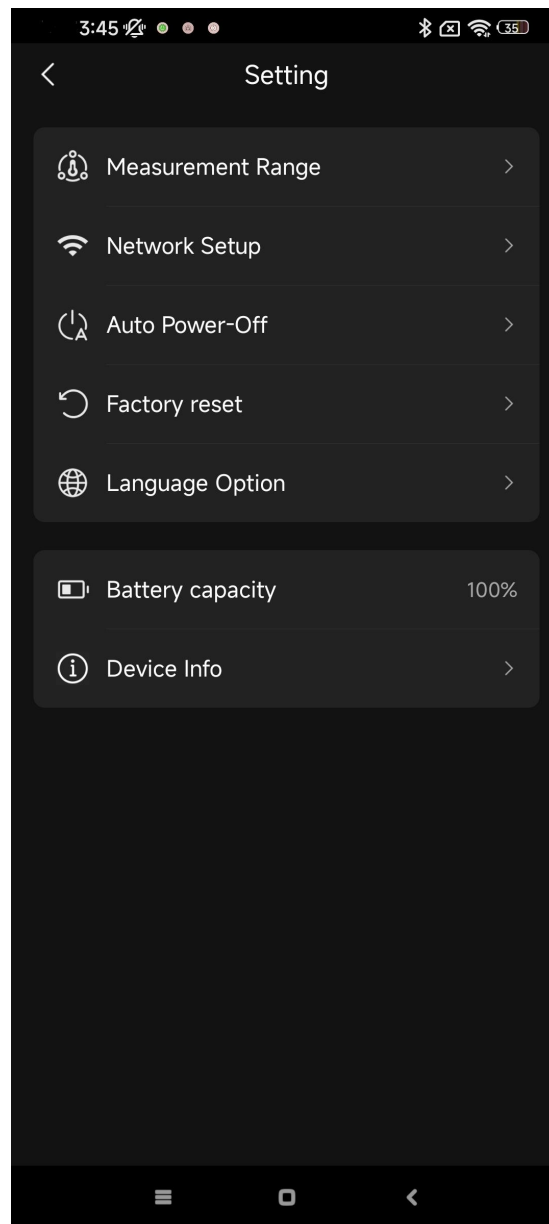 3:45
35
Setting
Measurement Range
Network Setup
Auto Power-Off
Factory reset
Language Option
Battery capacity 100%
Device Info